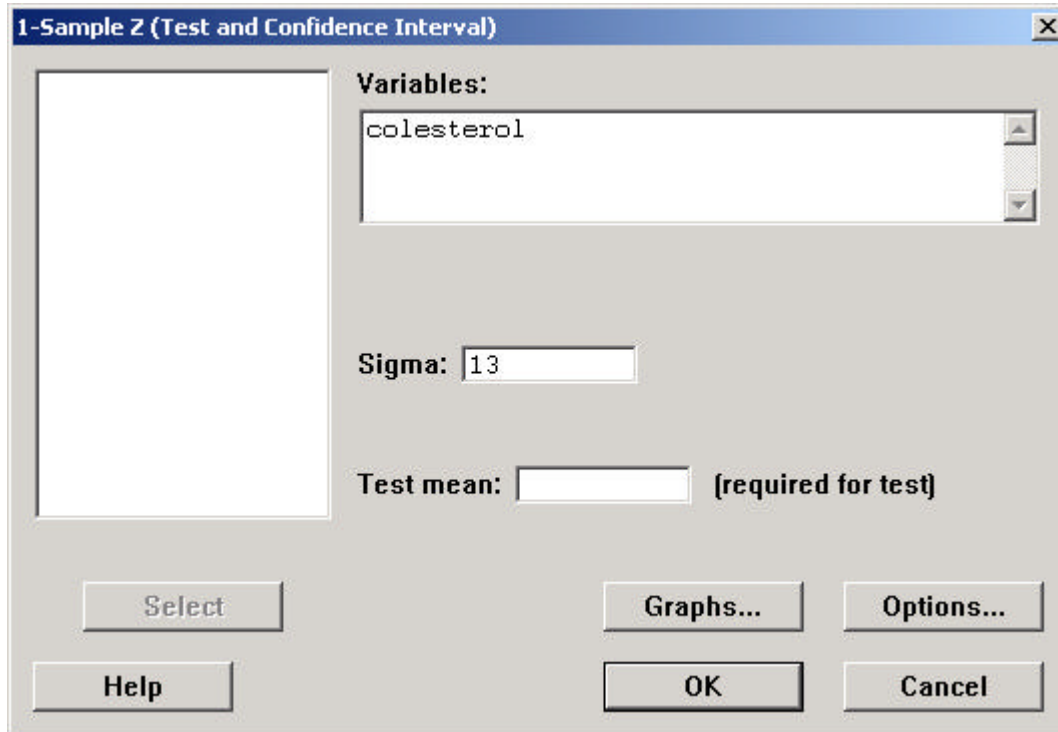 1-Sample Z (Test and Confidence Interval)
Variables:
colesterol
Sigma: 13
Test mean: (required for test)
Select
Graphs... Options...
Help OK Cancel